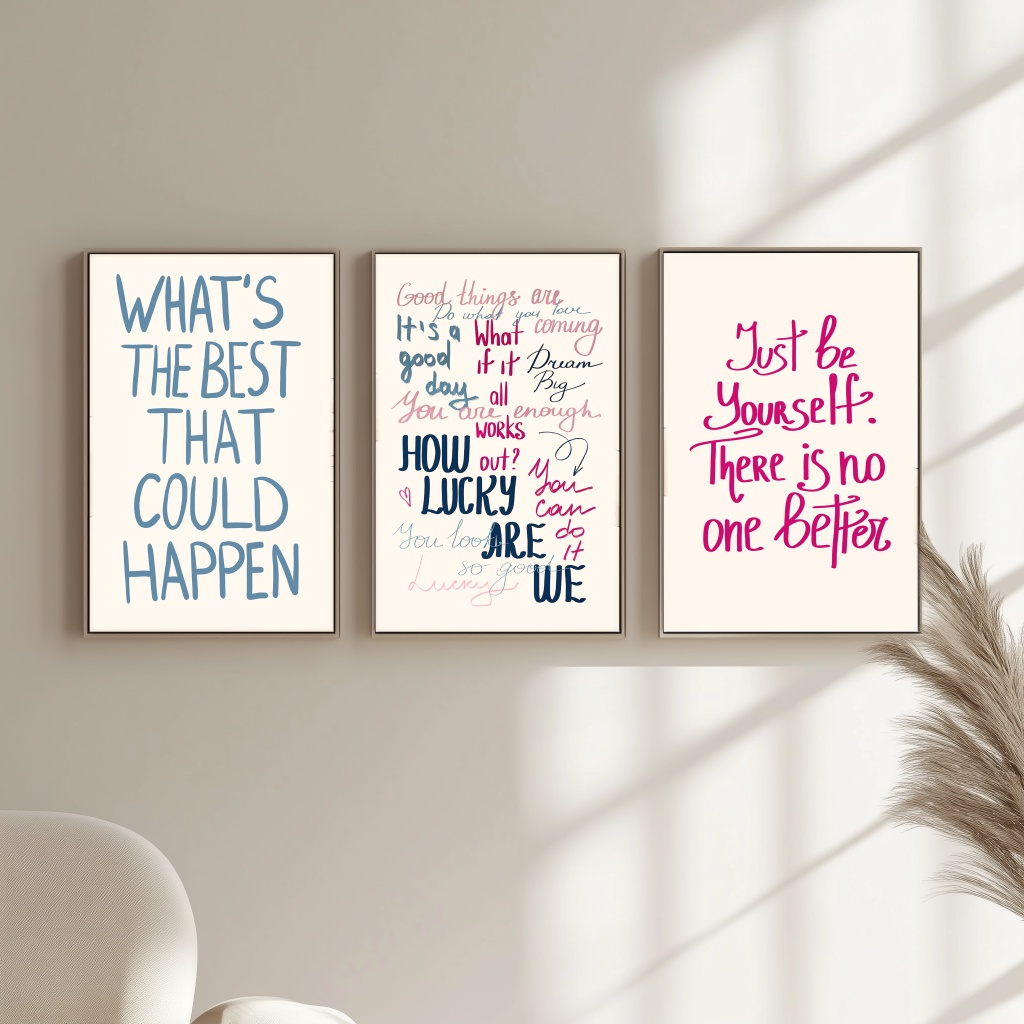 WHAT'S
THE BEST
THAT
COULD
HAPPEN
Good things are
coming
Do what you love
It's a
good
day
What
if it
all
works
out?
Dream
Big
You are enough
HOW
LUCKY
ARE
WE
You
can
do
it
You look
so good
Lucky
Just be
Yourself.
There is no
one better